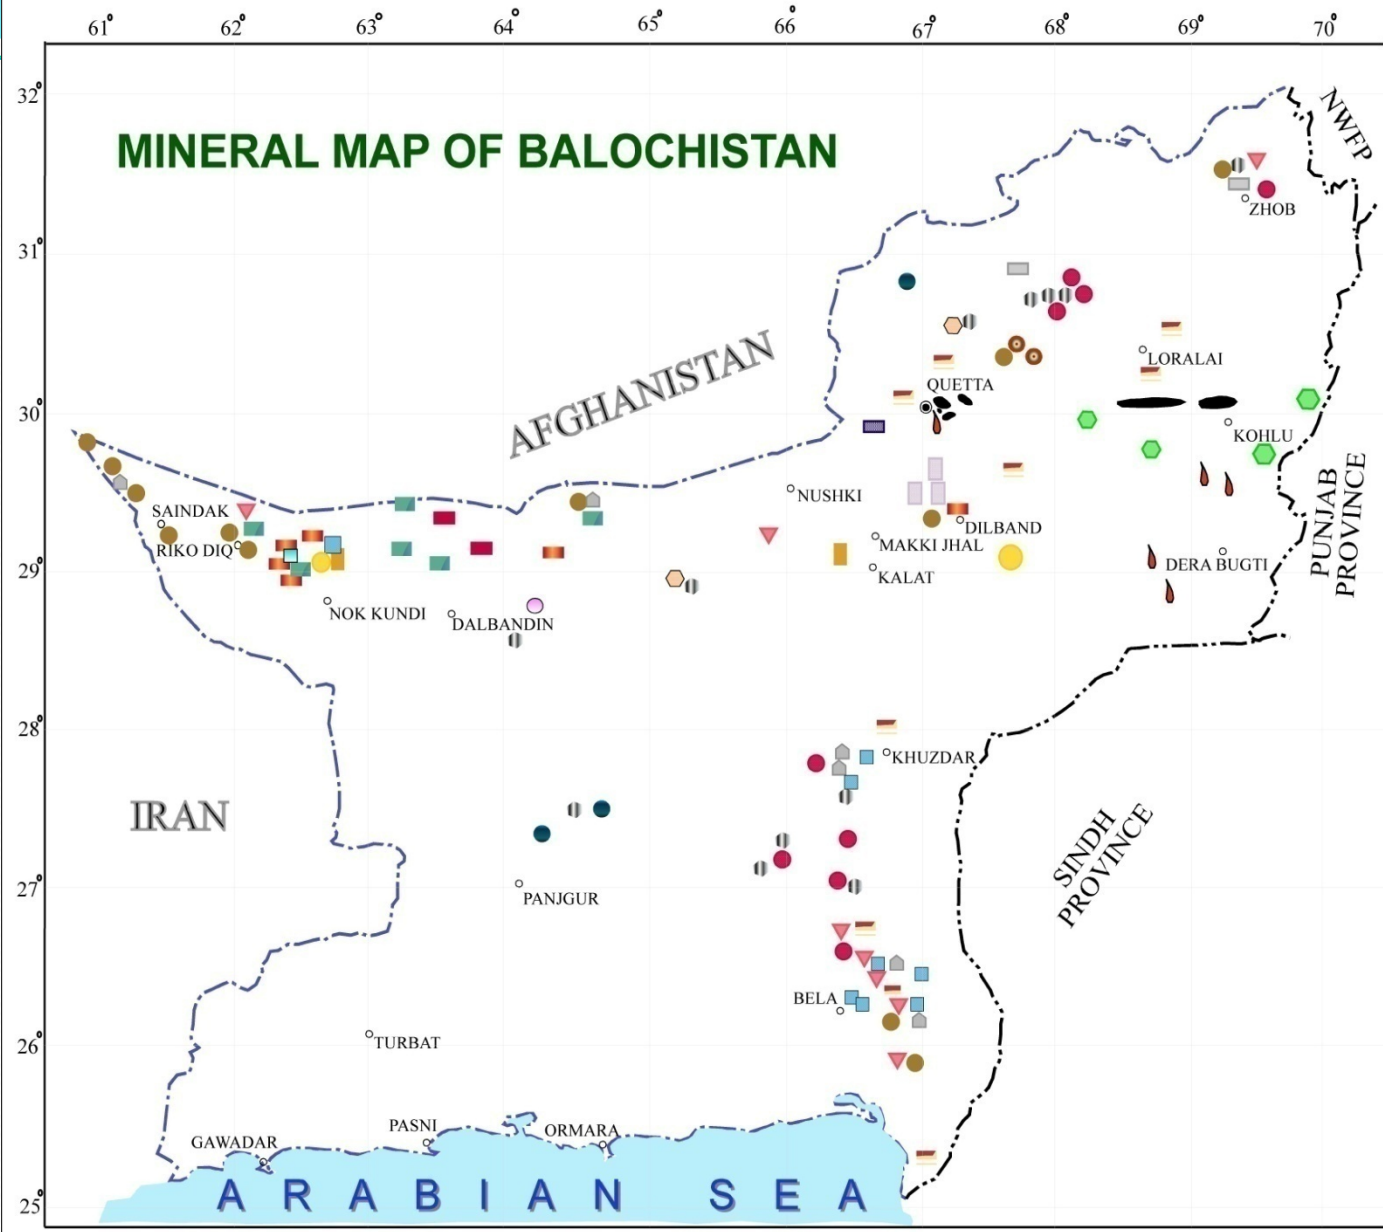 61° 62° 63° 64° 65° 66° 67° 68° 69° 70°
32°
MINERAL MAP OF BALOCHISTAN
NWFP
ZHOB
31°
AFGHANISTAN
LORALAI
QUETTA
30°
KOHLU
PUNJAB
PROVINCE
NUSHKI
SAINDAK
DILBAND
RIKO DIQ
MAKKI JHAL
DERA BUGTI
29°
KALAT
NOK KUNDI
DALBANDIN
28°
KHUZDAR
IRAN
SINDH
PROVINCE
27°
PANJGUR
BELA
26°
TURBAT
PASNI
ORMARA
GAWADAR
25°
ARABIAN SEA